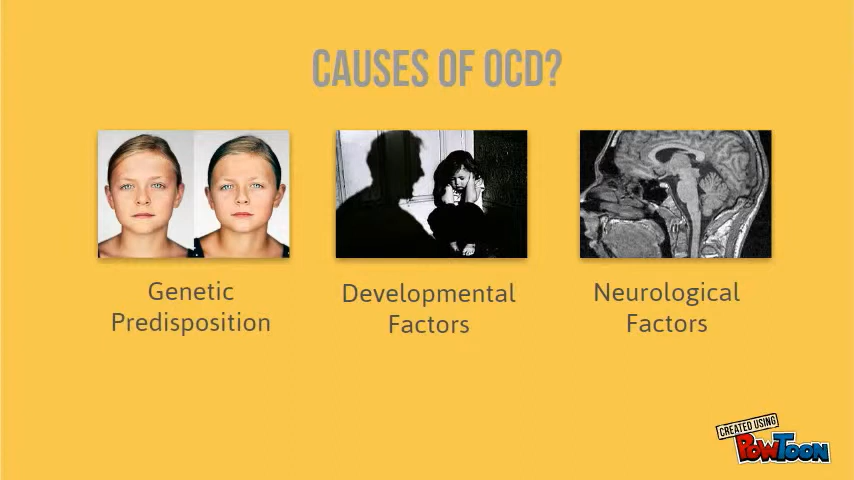 CAUSES OF OCD?
Genetic
Predisposition
Developmental
Factors
Neurological
Factors
CREATED USING
POWTOON